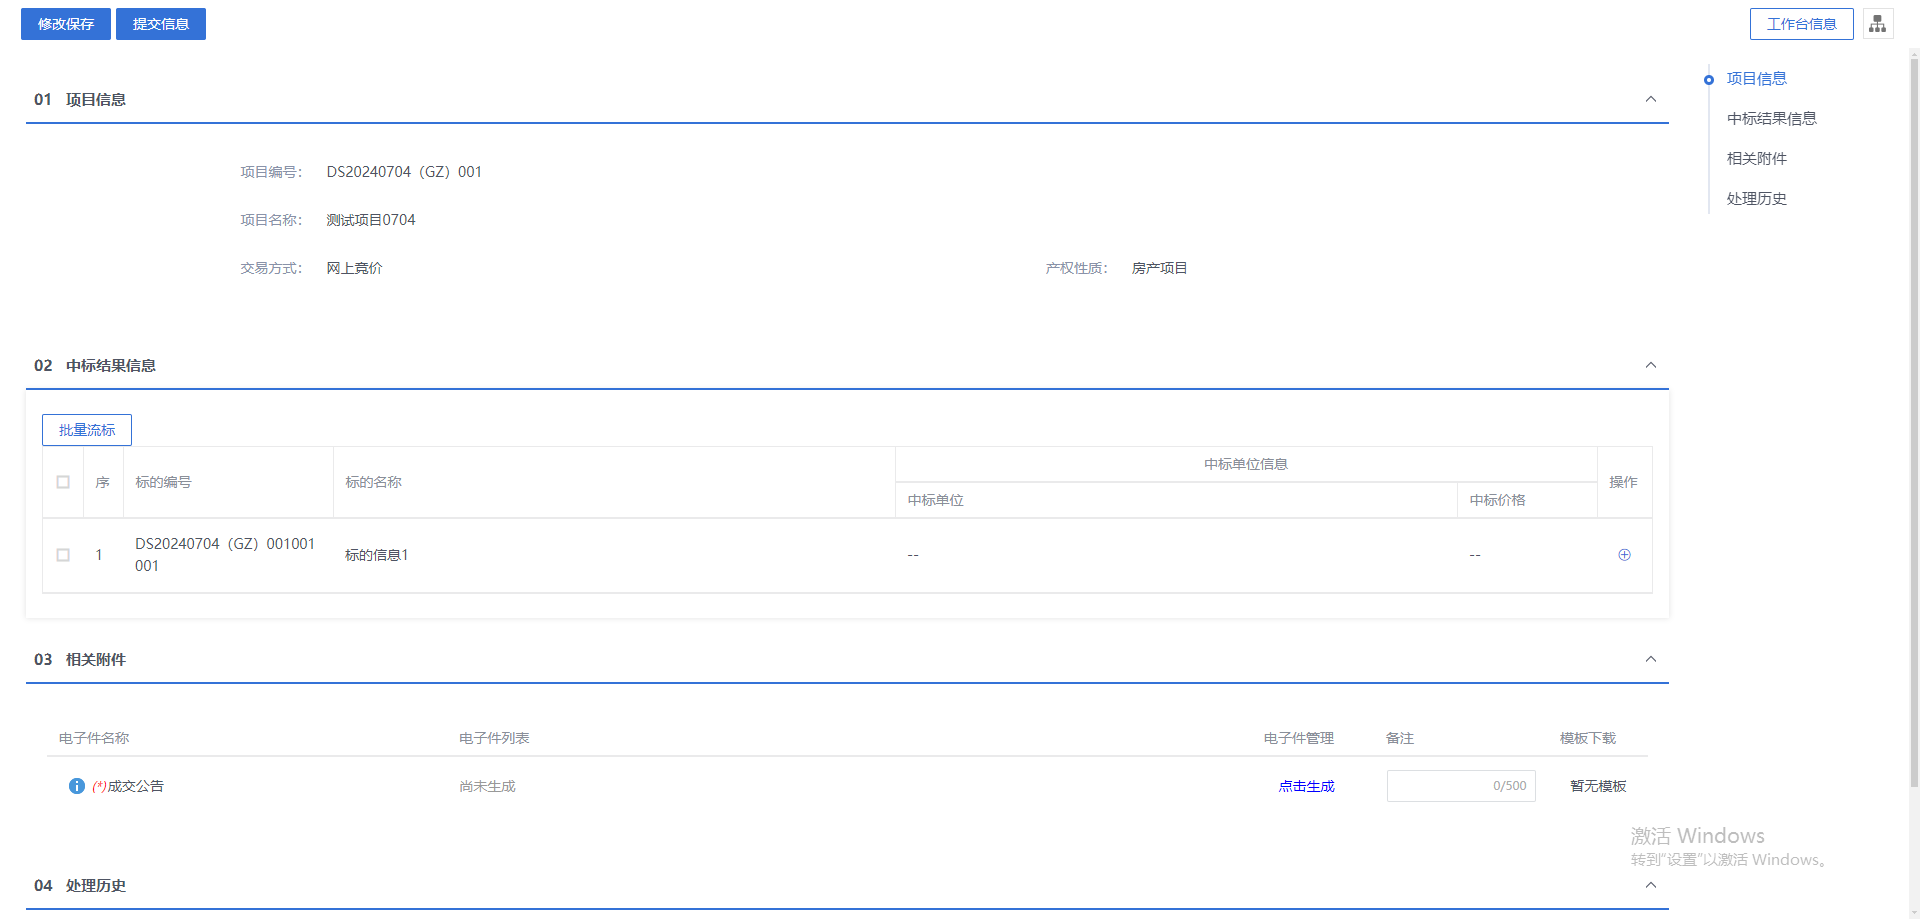 修改保存 提交信息 工作台信息
项目信息
中标结果信息
相关附件
处理历史
01 项目信息
项目编号： DS20240704（GZ）001
项目名称： 测试项目0704
交易方式： 网上竞价 产权性质： 房产项目
02 中标结果信息
批量流标
序 标的编号 标的名称 中标单位信息 操作
中标单位 中标价格
1 DS20240704（GZ）001001
001 标的信息1 -- --
03 相关附件
电子件名称 电子件列表 电子件管理 备注 模板下载
(*)成交公告 尚未生成 点击生成 0/500 暂无模板
激活 Windows
转到“设置”以激活 Windows。
04 处理历史